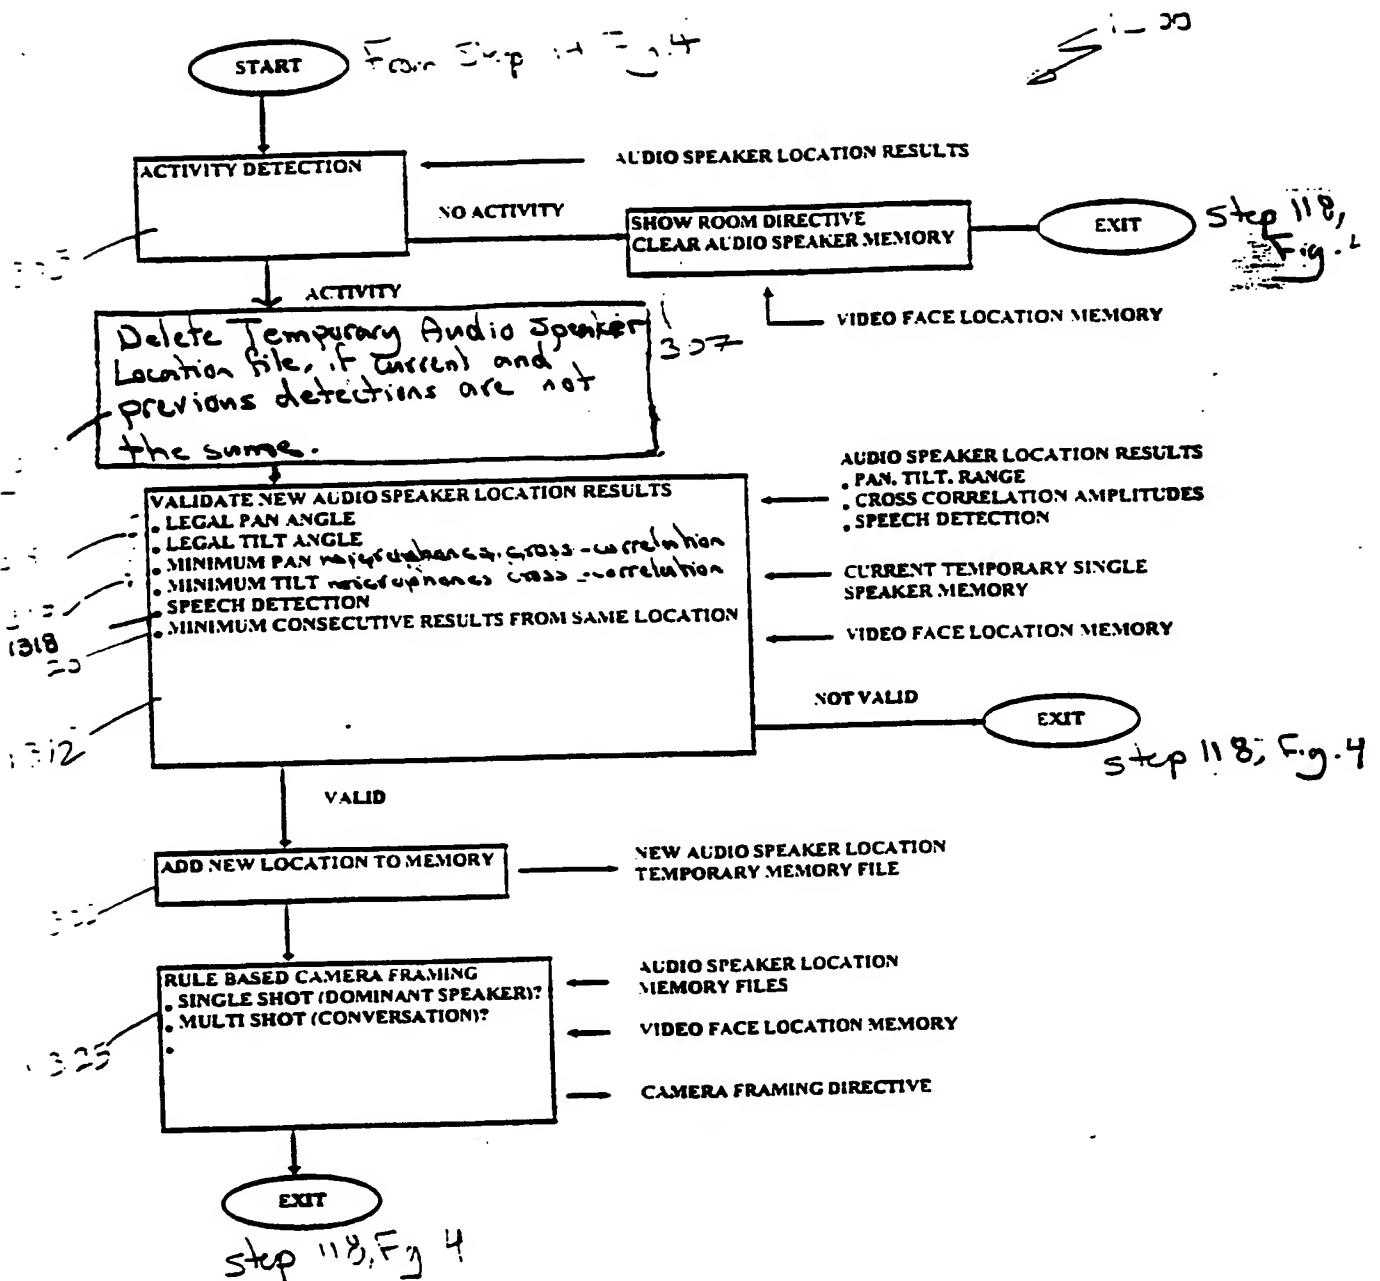 START
From Step Fig. 4
ACTIVITY DETECTION
AUDIO SPEAKER LOCATION RESULTS
NO ACTIVITY
SHOW ROOM DIRECTIVE
CLEAR AUDIO SPEAKER MEMORY
EXIT
step 118,
Fig.
ACTIVITY
VIDEO FACE LOCATION MEMORY
Delete Temporary Audio Speaker
Location file, if current and
previous detections are not
the same.
1307
VALIDATE NEW AUDIO SPEAKER LOCATION RESULTS
• LEGAL PAN ANGLE
• LEGAL TILT ANGLE
• MINIMUM PAN microphones cross-correlation
• MINIMUM TILT microphones cross-correlation
• SPEECH DETECTION
• MINIMUM CONSECUTIVE RESULTS FROM SAME LOCATION
AUDIO SPEAKER LOCATION RESULTS
• PAN, TILT, RANGE
• CROSS CORRELATION AMPLITUDES
• SPEECH DETECTION
CURRENT TEMPORARY SINGLE
SPEAKER MEMORY
VIDEO FACE LOCATION MEMORY
1318
1312
NOT VALID
EXIT
step 118, Fig. 4
VALID
ADD NEW LOCATION TO MEMORY
NEW AUDIO SPEAKER LOCATION
TEMPORARY MEMORY FILE
RULE BASED CAMERA FRAMING
• SINGLE SHOT (DOMINANT SPEAKER)?
• MULTI SHOT (CONVERSATION)?
•
AUDIO SPEAKER LOCATION
MEMORY FILES
VIDEO FACE LOCATION MEMORY
CAMERA FRAMING DIRECTIVE
1325
EXIT
step 118, Fig 4